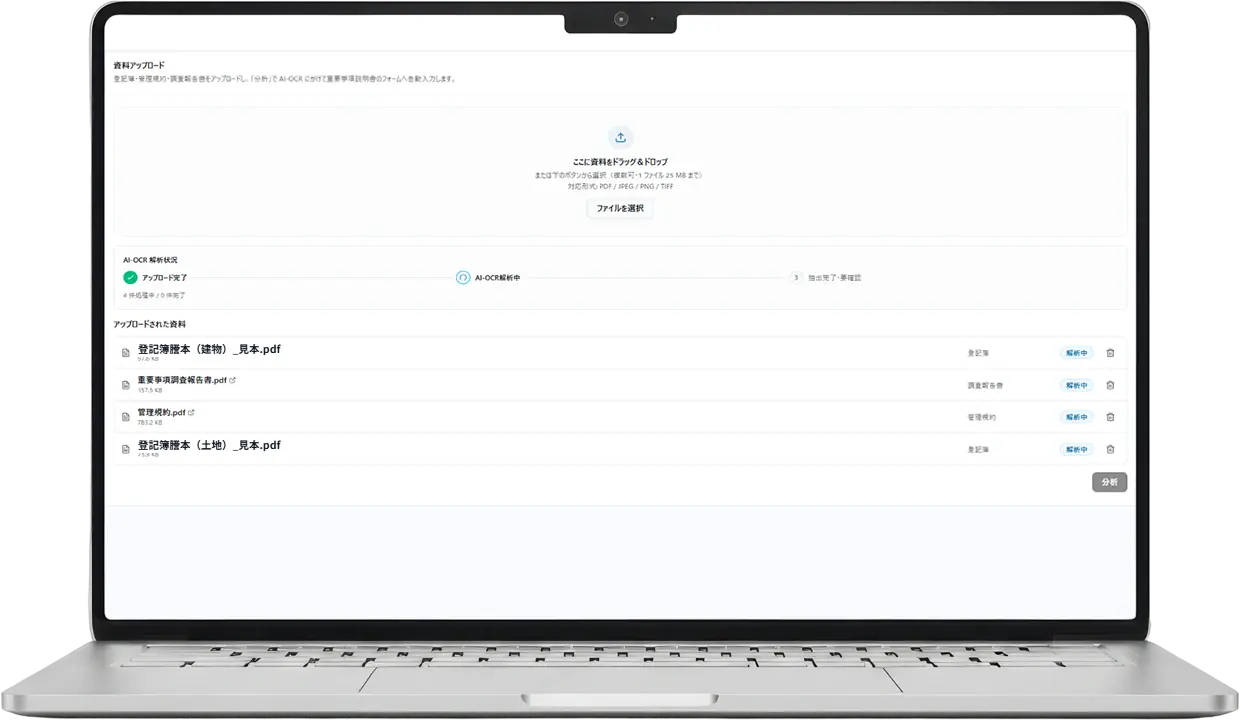 資料アップロード
登記簿・管理規約・調査報告書をアップロードし、「分析」で AI-OCR にかけて重要事項説明書のフォームへ自動入力します。
ここに資料をドラッグ＆ドロップ
または下のボタンから選択（複数可・1 ファイル 25 MB まで）
対応形式: PDF / JPEG / PNG / TIFF
ファイルを選択
AI-OCR 解析状況
アップロード完了
AI-OCR解析中
3 抽出完了・要確認
4 件処理中 / 0 件完了
アップロードされた資料
登記簿謄本（建物）_見本.pdf 登記簿 解析中
97.6 KB
重要事項調査報告書.pdf 調査報告書 解析中
157.5 KB
管理規約.pdf 管理規約 解析中
783.2 KB
登記簿謄本（土地）_見本.pdf 登記簿 解析中
分析